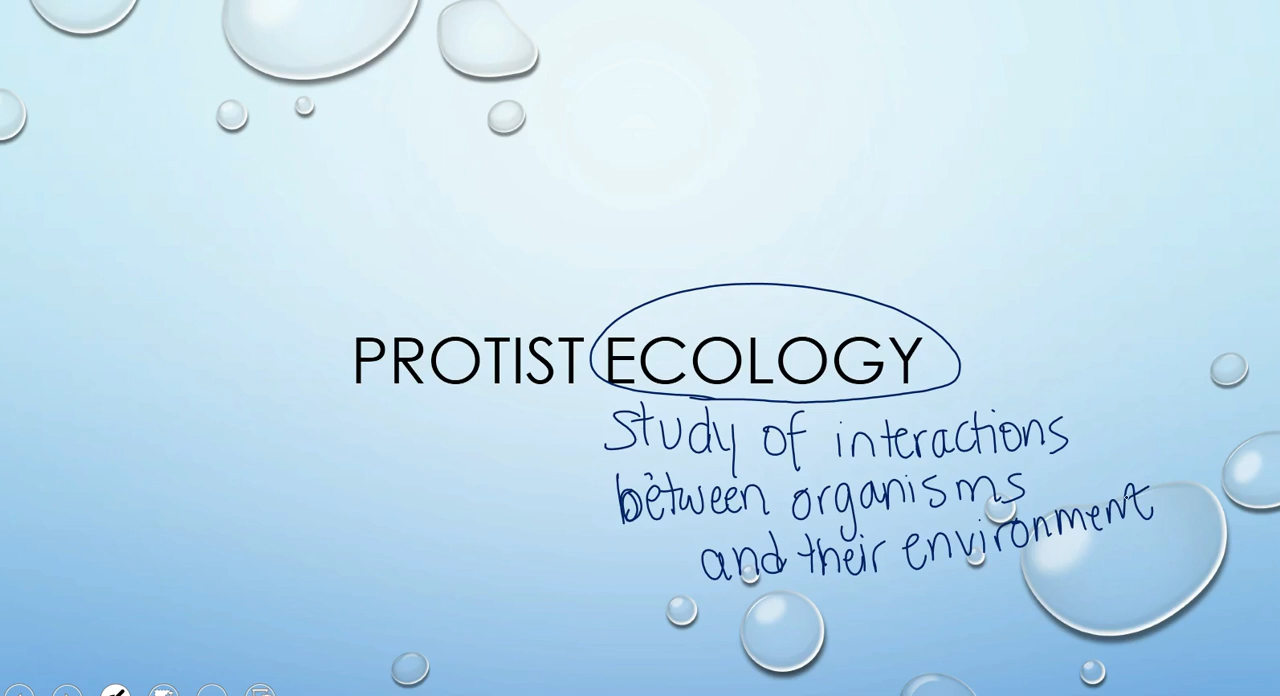 PROTIST ECOLOGY
Study of interactions
between organisms
and their environment